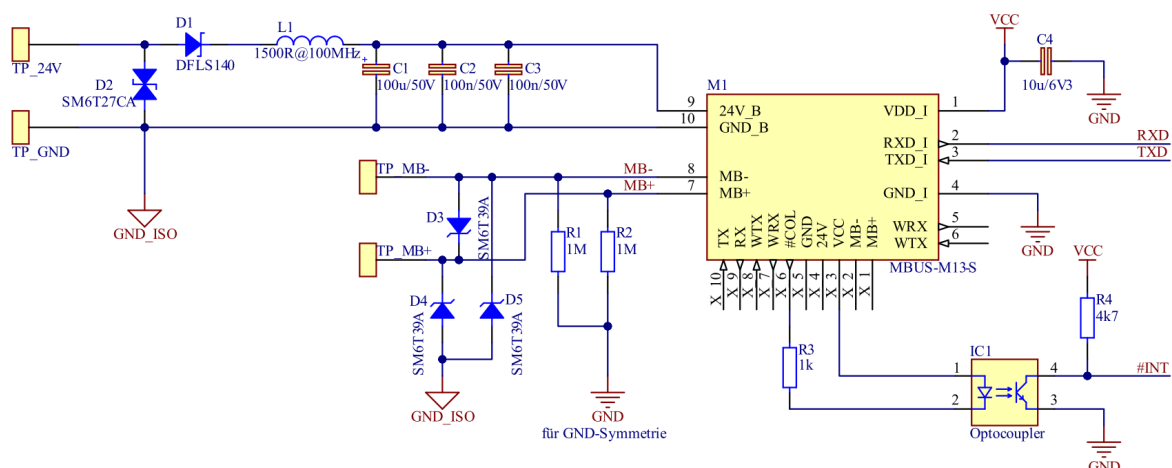 D1
L1
VCC
C4
TP_24V
DFLS140
1500R@100MHz
+
C1
C2
C3
D2
SM6T27CA
100u/50V
100n/50V
100n/50V
10u/6V3
GND
M1
9
24V_B
VDD_I
1
10
GND_B
RXD_I
2
RXD
TP_GND
TXD_I
3
TXD
TP_MB-
MB-
8
MB-
MB+
7
MB+
GND_I
4
GND_ISO
D3
SM6T39A
R1
1M
R2
1M
TX
RX
WTX
WRX
#COL
GND
24V
VCC
MB-
MB+
WRX
5
WTX
6
GND
TP_MB+
MBUS-M13-S
X 10
X 9
X 8
X 7
X 6
X 5
X 4
X 3
X 2
X 1
VCC
D4
SM6T39A
D5
SM6T39A
R4
4k7
R3
1k
IC1
1
4
#INT
2
3
GND_ISO
GND
für GND-Symmetrie
Optocoupler
GND